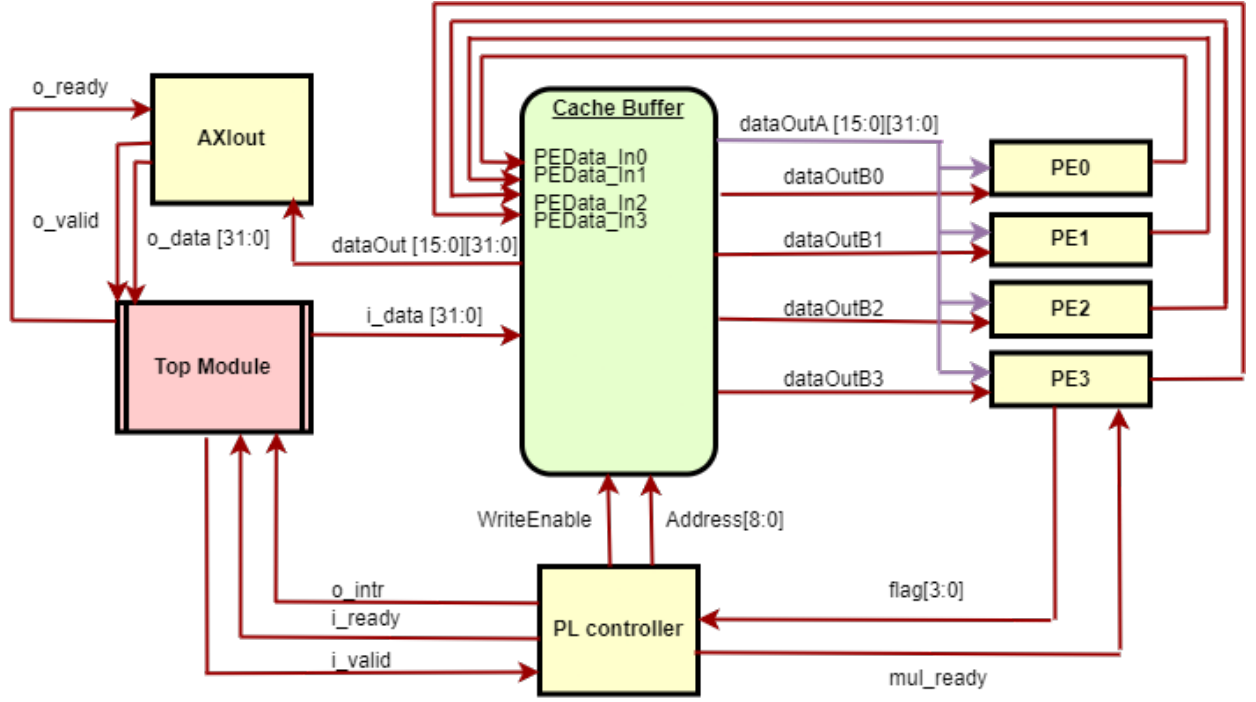 o_ready
AXIout
o_valid
o_data [31:0]
dataOut [15:0][31:0]
Top Module
i_data [31:0]
Cache Buffer
PEData_In0
PEData_In1
PEData_In2
PEData_In3
dataOutA [15:0][31:0]
dataOutB0
dataOutB1
dataOutB2
dataOutB3
PE0
PE1
PE2
PE3
WriteEnable
Address[8:0]
o_intr
i_ready
i_valid
PL controller
flag[3:0]
mul_ready